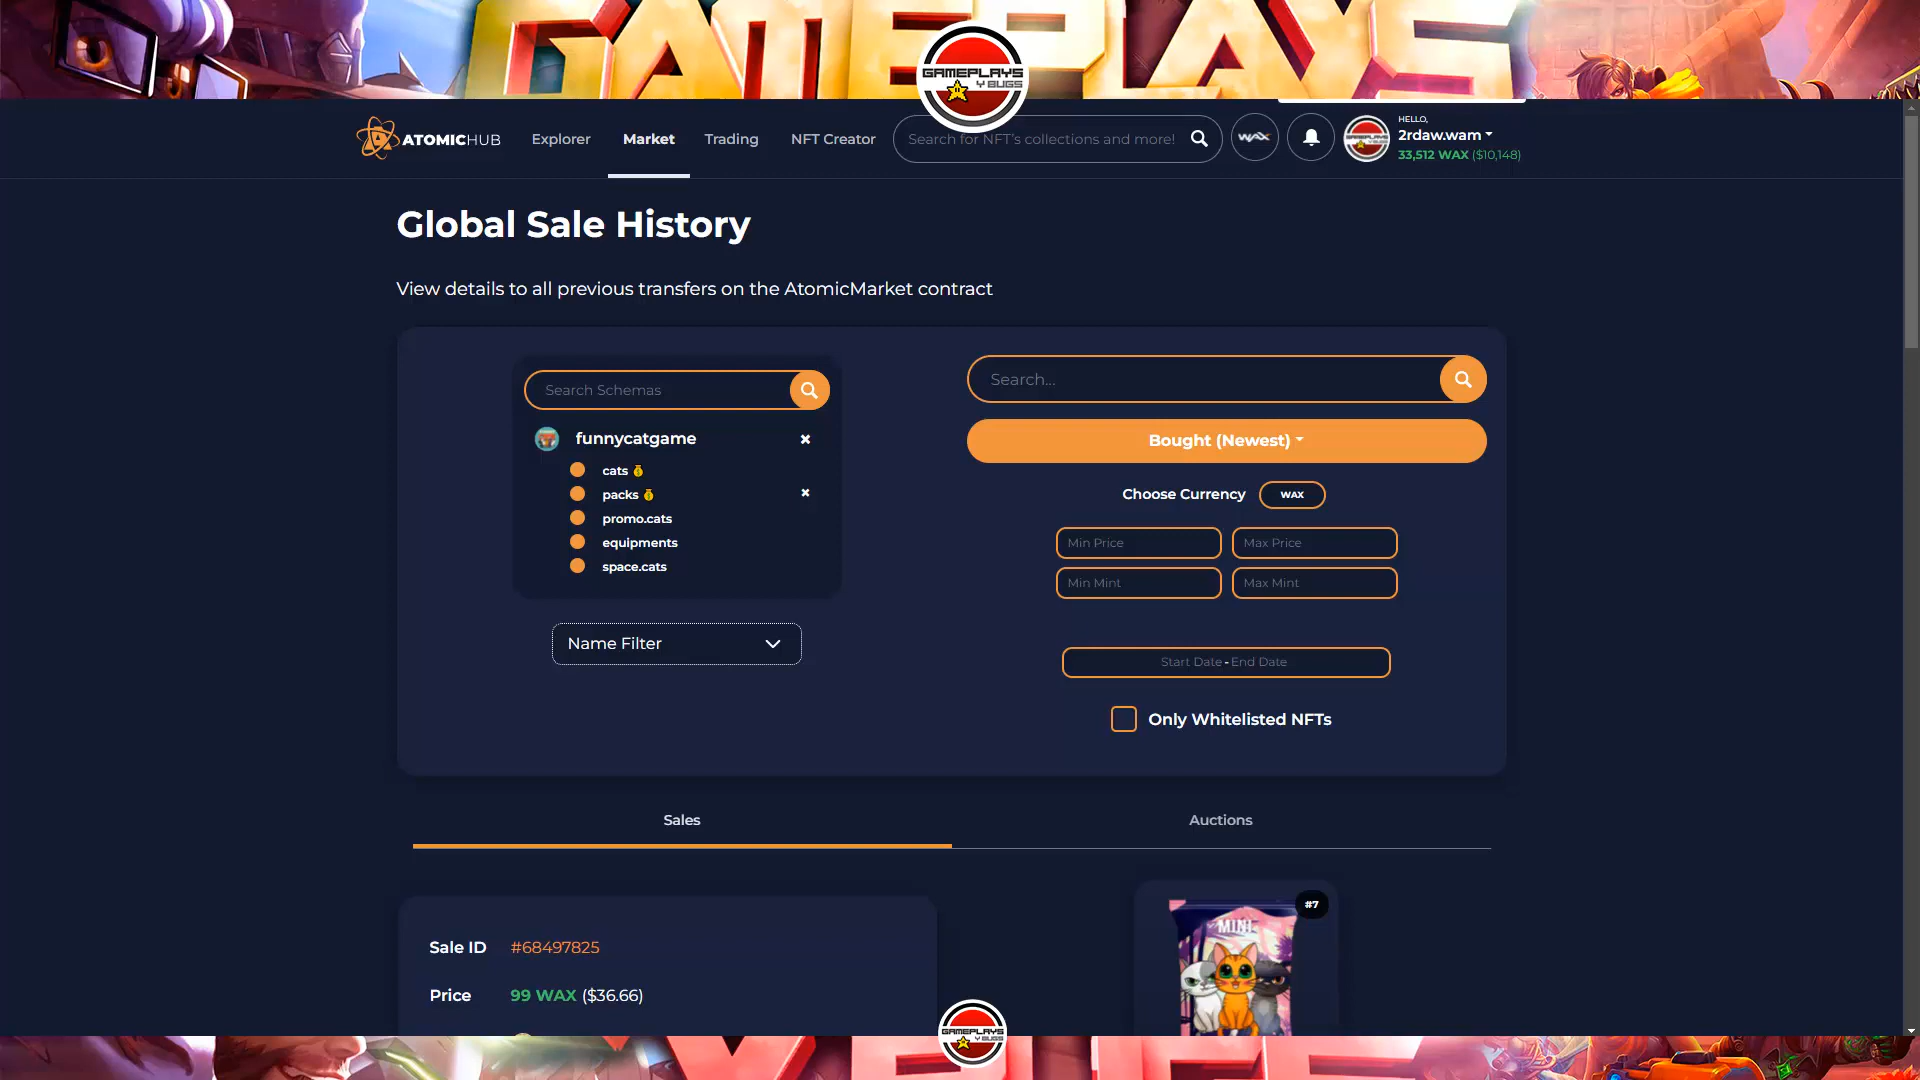 GAMEPLAYS
GAMEPLAYS
Y BUGS
ATOMICHUB
Explorer
Market
Trading
NFT Creator
Search for NFT's collections and more!
WAX
HELLO,
2rdaw.wam
33,512 WAX ($10,148)
Global Sale History
View details to all previous transfers on the AtomicMarket contract
Search Schemas
funnycatgame
cats
packs
promo.cats
equipments
space.cats
Name Filter
Search...
Bought (Newest)
Choose Currency
WAX
Min Price
Max Price
Min Mint
Max Mint
Start Date - End Date
Only Whitelisted NFTs
Sales
Auctions
Sale ID #68497825
Price 99 WAX ($36.66)
#7
MINI
GAMEPLAYS
Y BUGS